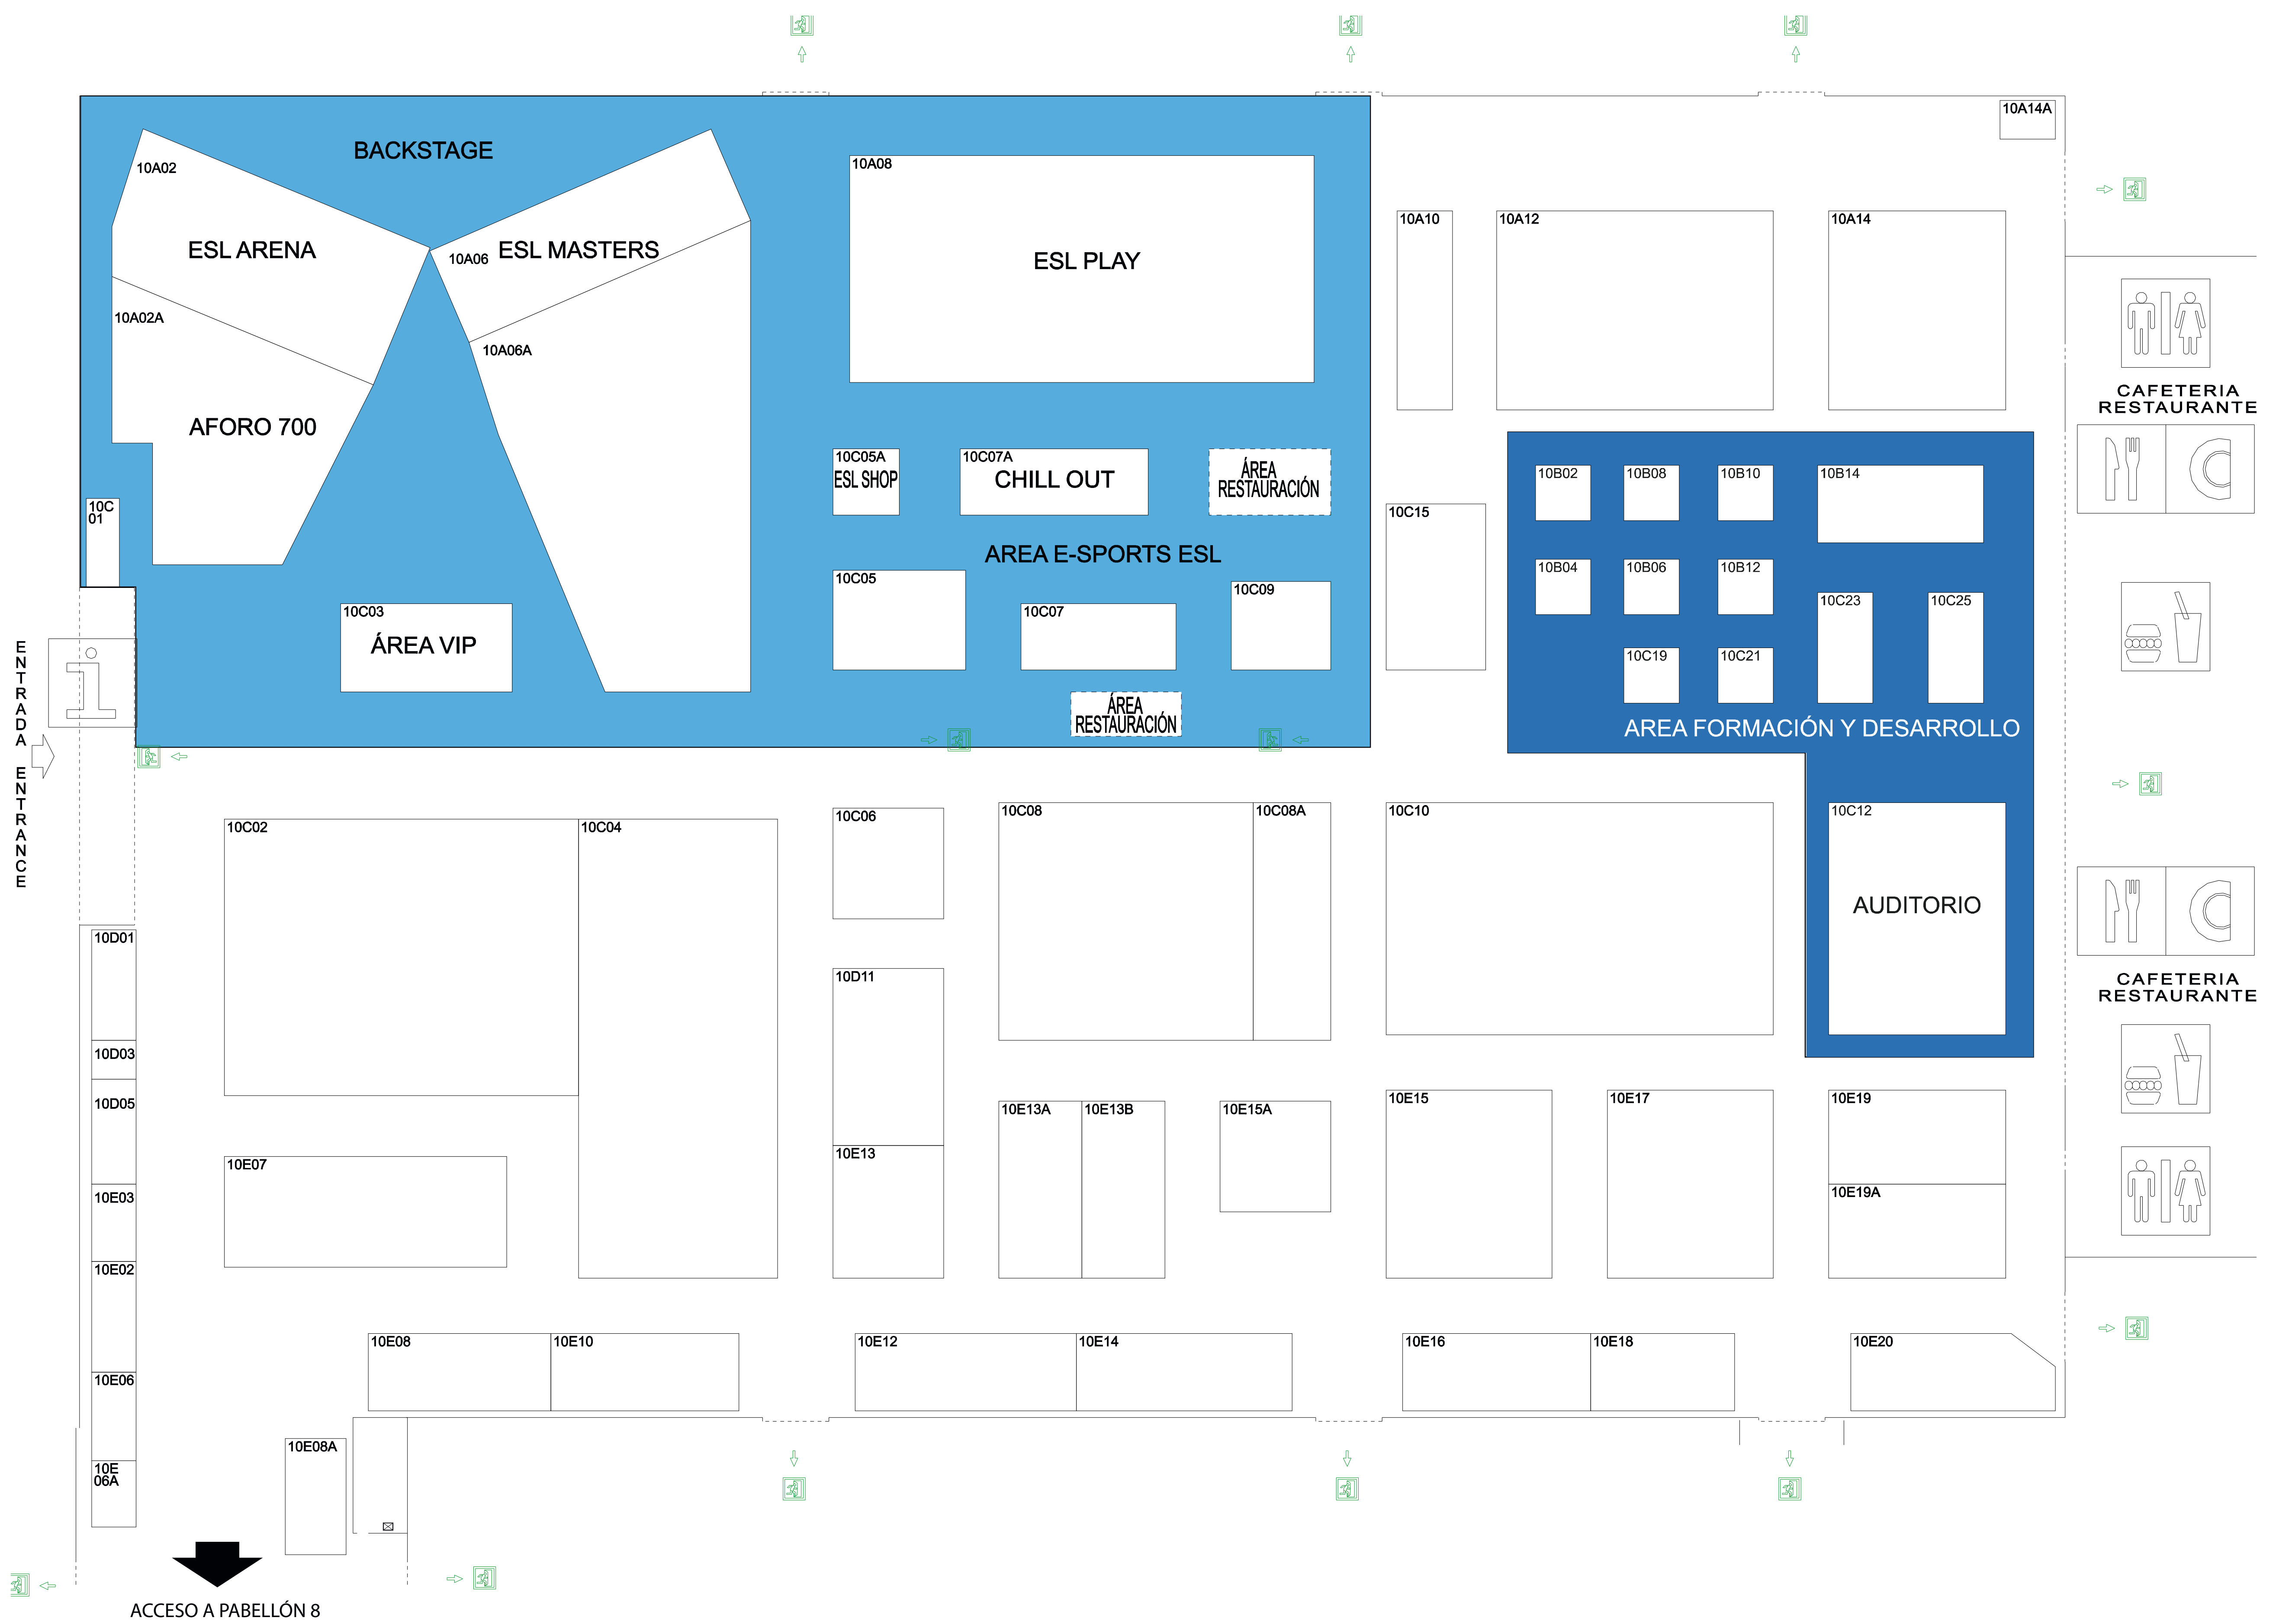 BACKSTAGE
10A02
ESL ARENA
10A06
ESL MASTERS
10A02A
10A06A
AFORO 700
10A08
ESL PLAY
10A10
10A12
10A14
10A14A
CAFETERIA
RESTAURANTE
10C
01
10C03
ÁREA VIP
10C05A
ESL SHOP
10C07A
CHILL OUT
ÁREA
RESTAURACIÓN
AREA E-SPORTS ESL
10C05
10C07
10C09
ÁREA
RESTAURACIÓN
10C15
10B02
10B08
10B10
10B14
10B04
10B06
10B12
10C23
10C25
10C19
10C21
AREA FORMACIÓN Y DESARROLLO
ENTRADA ENTRANCE
10C02
10C04
10C06
10C08
10C08A
10C10
10C12
AUDITORIO
10D01
10D03
10D05
10D11
CAFETERIA
RESTAURANTE
10E13A
10E13B
10E15A
10E15
10E17
10E19
10E13
10E07
10E03
10E19A
10E02
10E08
10E10
10E12
10E14
10E16
10E18
10E20
10E06
10E08A
10E
06A
ACCESO A PABELLÓN 8